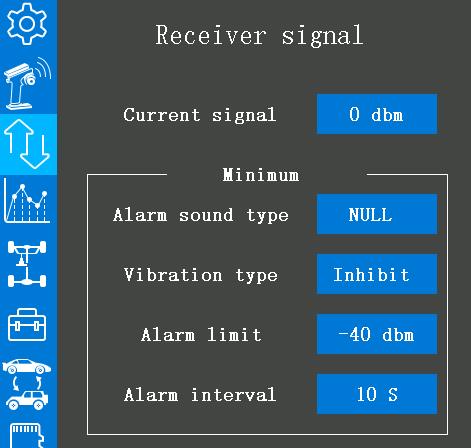 Receiver signal
Current signal 0 dbm
Minimum
Alarm sound type NULL
Vibration type Inhibit
Alarm limit -40 dbm
Alarm interval 10 S